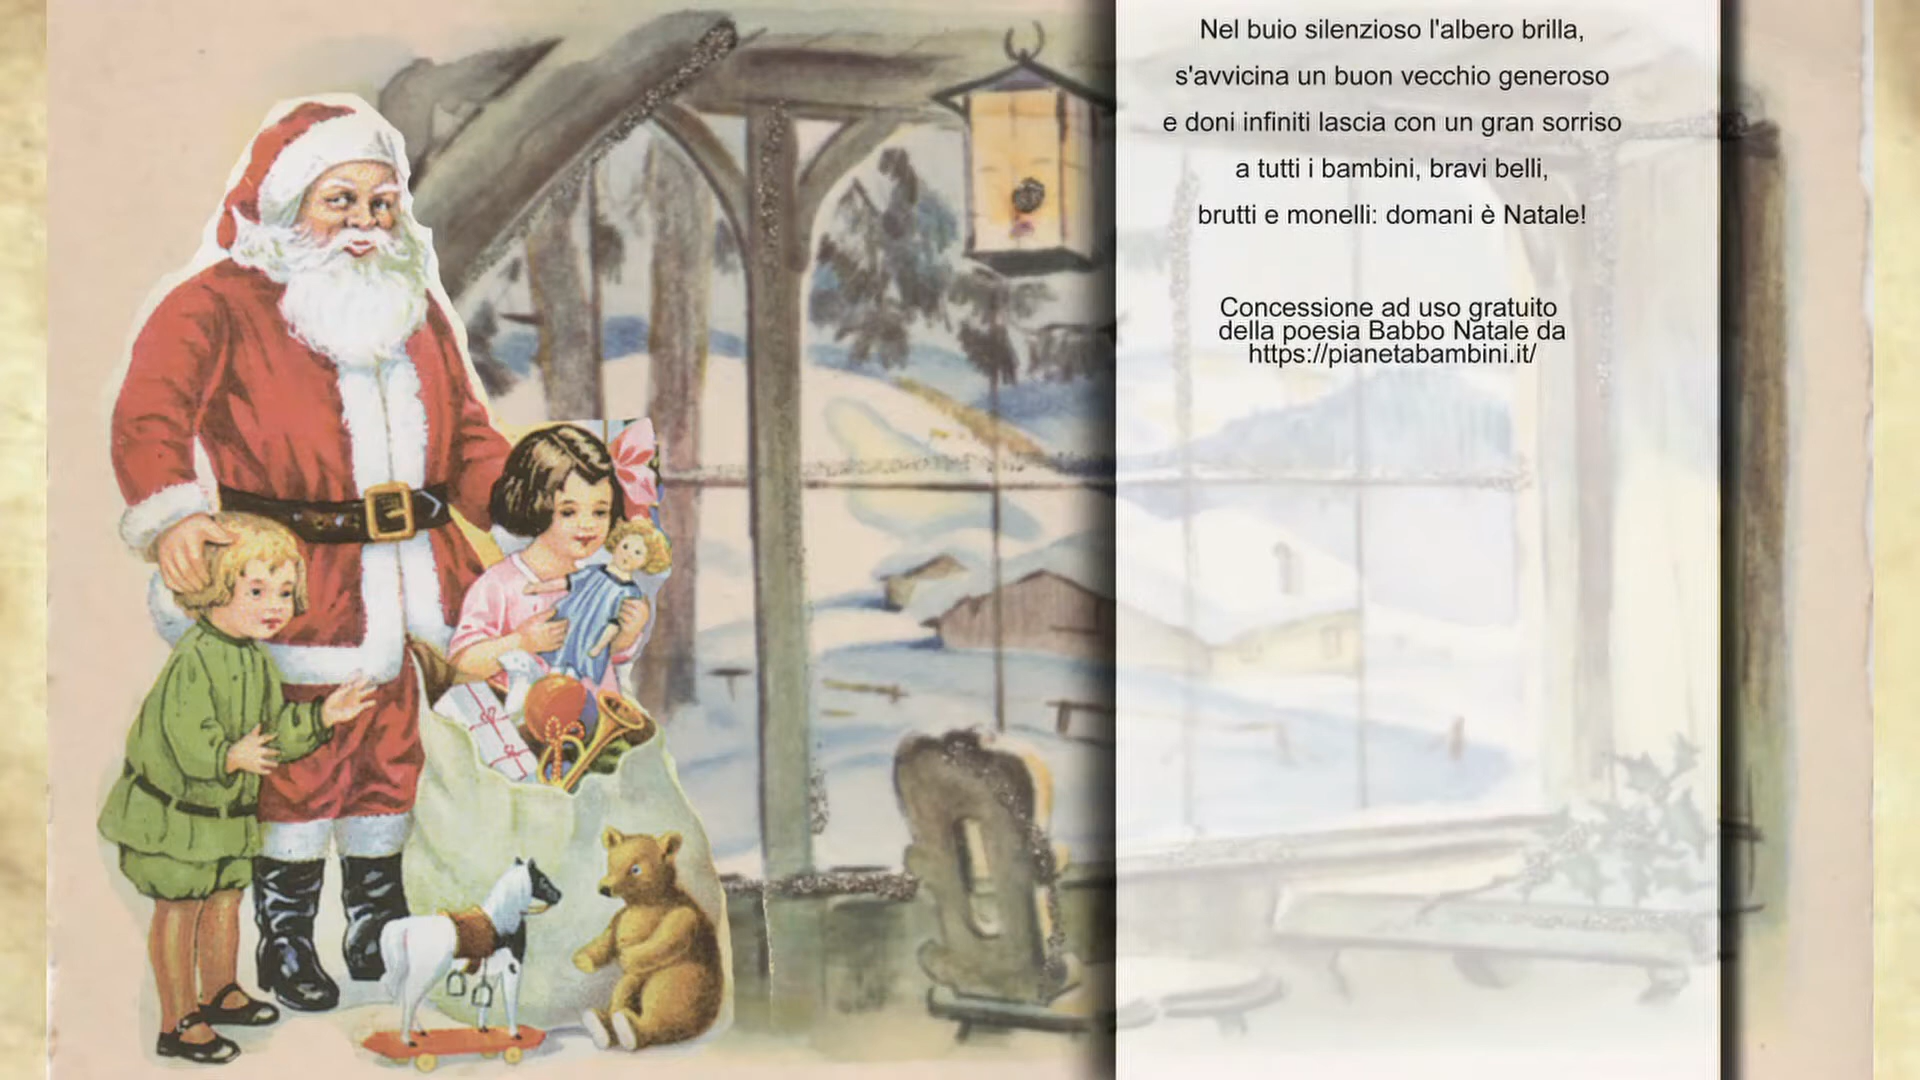 Nel buio silenzioso l'albero brilla,
s'avvicina un buon vecchio generoso
e doni infiniti lascia con un gran sorriso
a tutti i bambini, bravi belli,
brutti e monelli: domani è Natale!
Concessione ad uso gratuito
della poesia Babbo Natale da
https://pianetabambini.it/